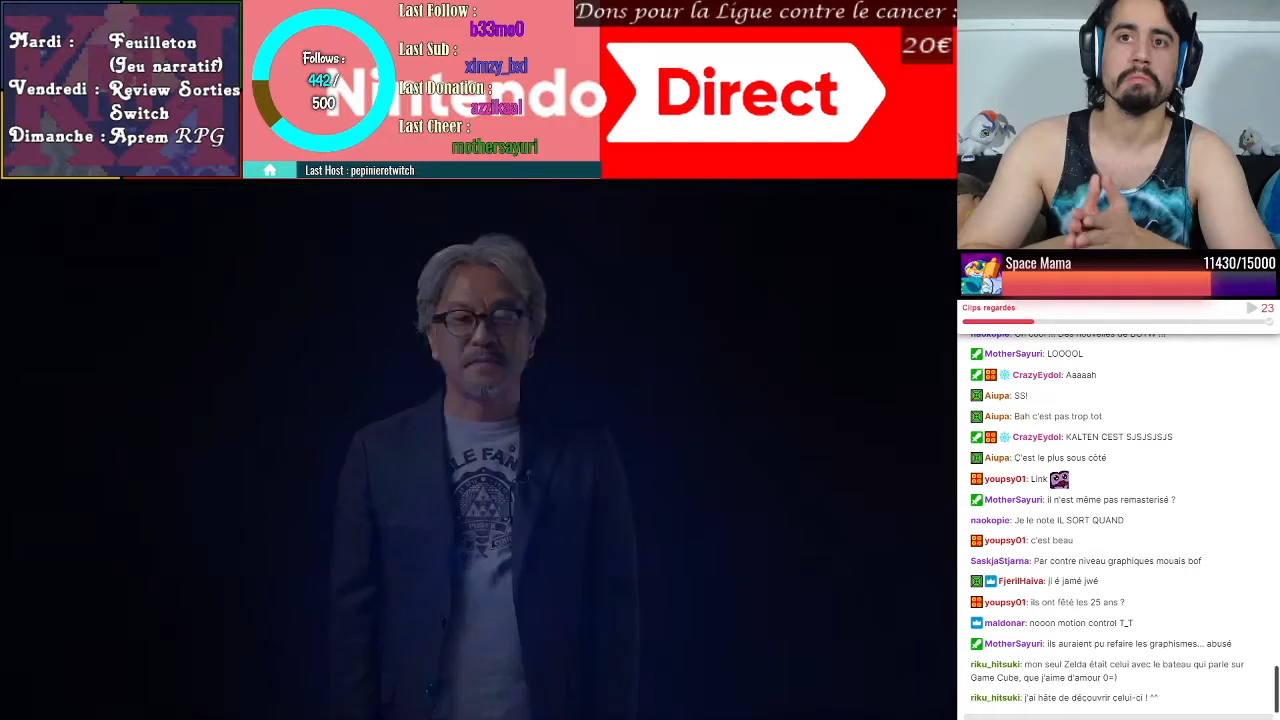 Mardi :
Feuilleton
(Jeu narratif)
Vendredi :
Review Sorties
Switch
Dimanche :
Aprem RPG
Follows :
442 /
500
Last Follow :
b33mo0
Last Sub :
ximzy_bxl
Last Donation :
azzikaal
Last Cheer :
mothersayuri
Last Host : pepinieretwitch
Nintendo
Direct
Dons pour la Ligue contre le cancer :
20€
Space Mama
11430/15000
Clips regardés
23
MotherSayuri: LOOOOL
CrazyEydol: Aaaaah
Aiupa: SS!
Aiupa: Bah c'est pas trop tot
CrazyEydol: KALTEN CEST SJSJSJSJS
Aiupa: Ç'est le plus sous côté
youpsy01: Link
MotherSayuri: il n'est même pas remasterisé ?
naokopie: Je le note IL SORT QUAND
youpsy01: c'est beau
SaskjaStjarna: Par contre niveau graphiques mouais bof
FjerilHaiva: ji é jamé jwé
youpsy01: ils ont fêté les 25 ans ?
maldonar: nooon motion control T_T
MotherSayuri: ils auraient pu refaire les graphismes... abusé
riku_hitsuki: mon seul Zelda était celui avec le bateau qui parle sur
Game Cube, que j'aime d'amour 0=)
riku_hitsuki: j'ai hâte de découvrir celui-ci ! ^^